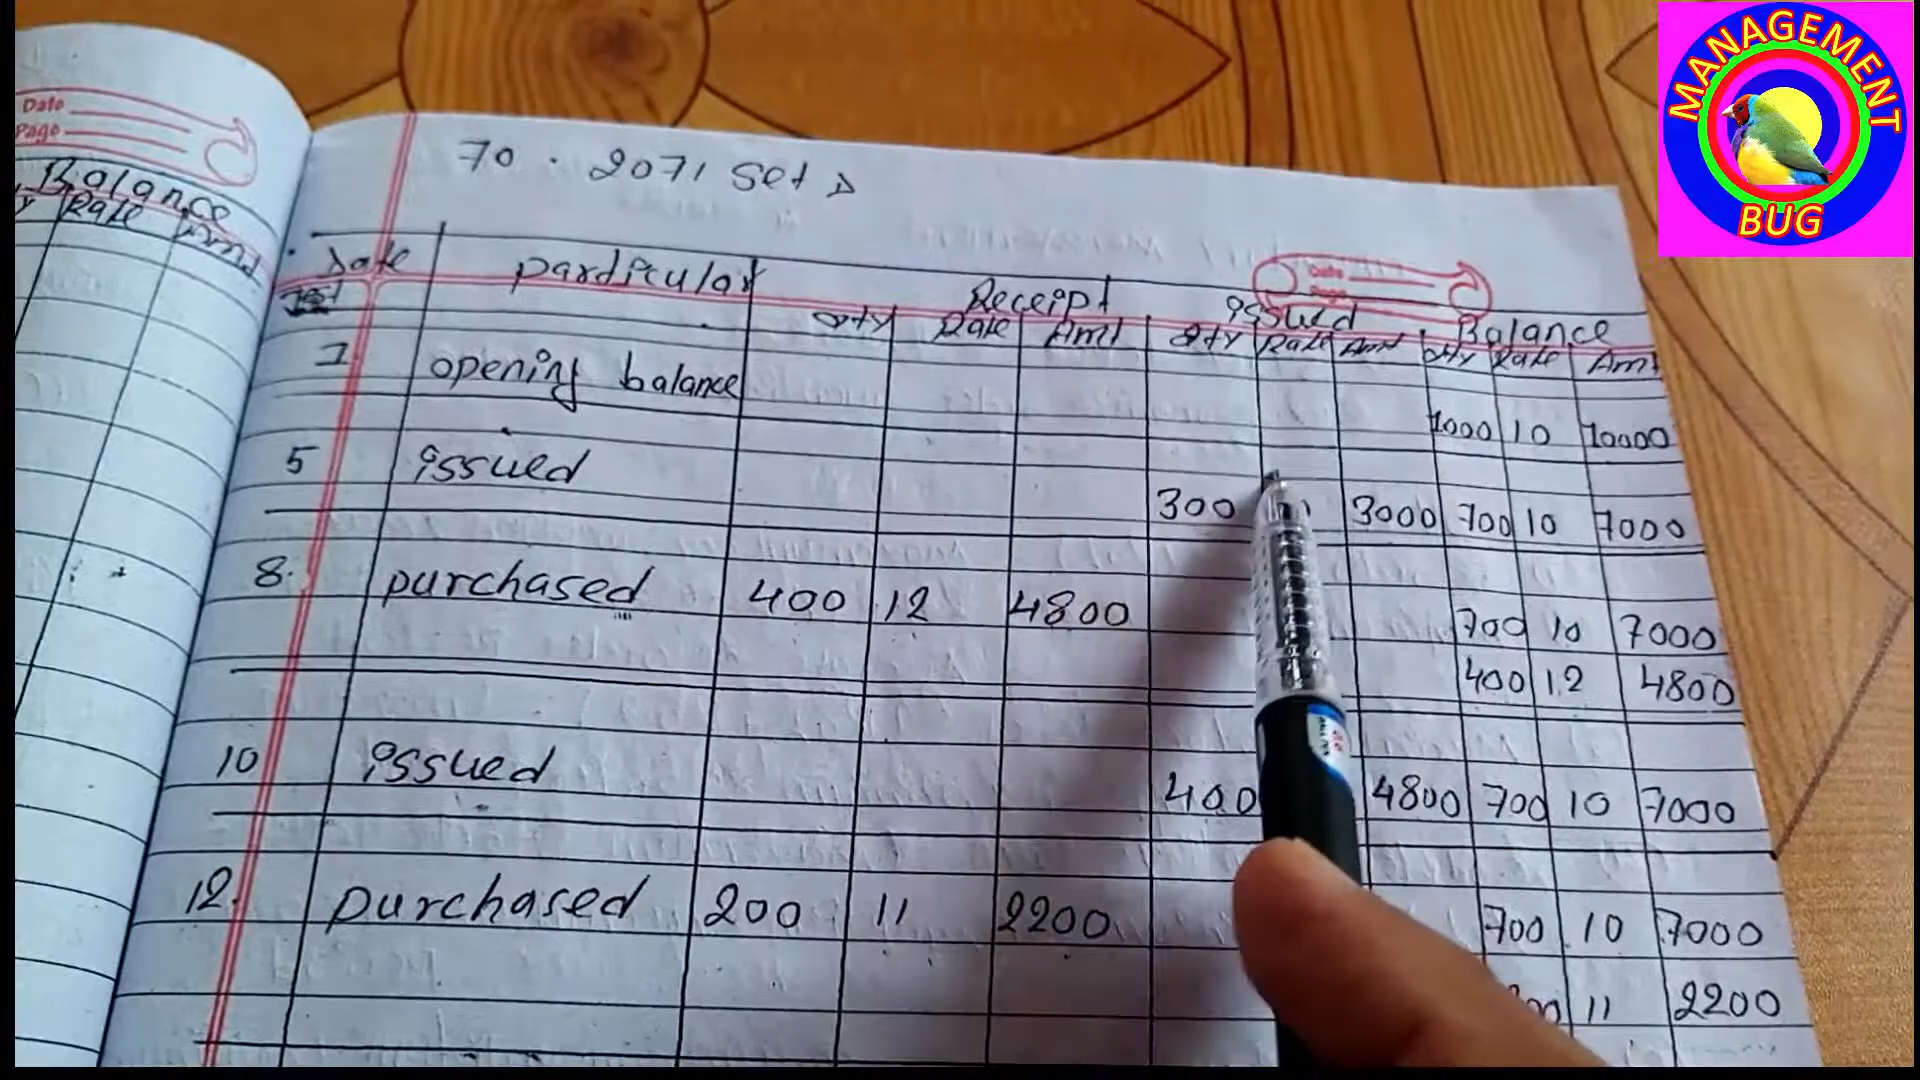 MANAGEMENT
BUG
Date
Page
Balance
Rate
70 . 2071 Set D
Date
Page
Date particular Receipt issued Balance
Qty Rate Amt Qty Rate Amt Qty Rate Amt
1 opening balance 1000 10 10000
5 issued 300 3000 700 10 7000
8. purchased 400 12 4800 700 10 7000
400 12 4800
10 issued 400 4800 700 10 7000
12. purchased 200 11 2200 700 10 7000
11 2200